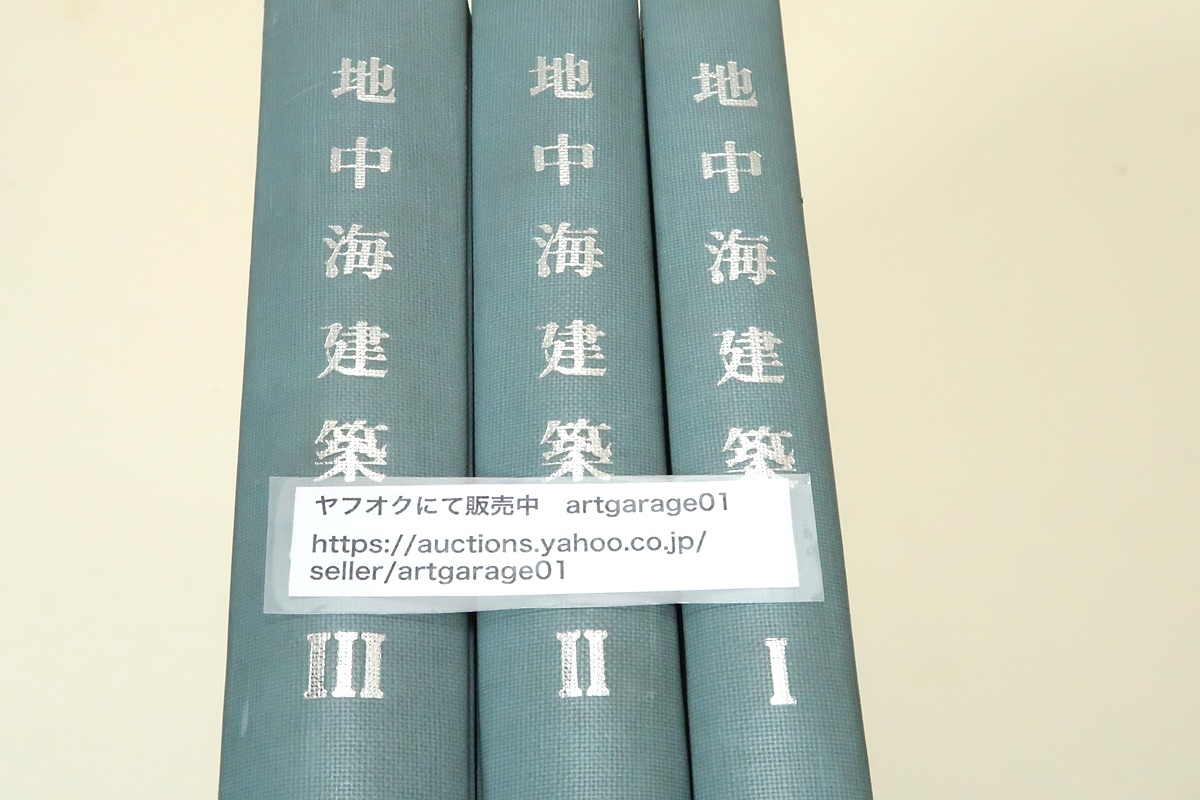 地中海建築
III
地中海建築
II
地中海建築
I
ヤフオクにて販売中 artgarage01
https://auctions.yahoo.co.jp/
seller/artgarage01